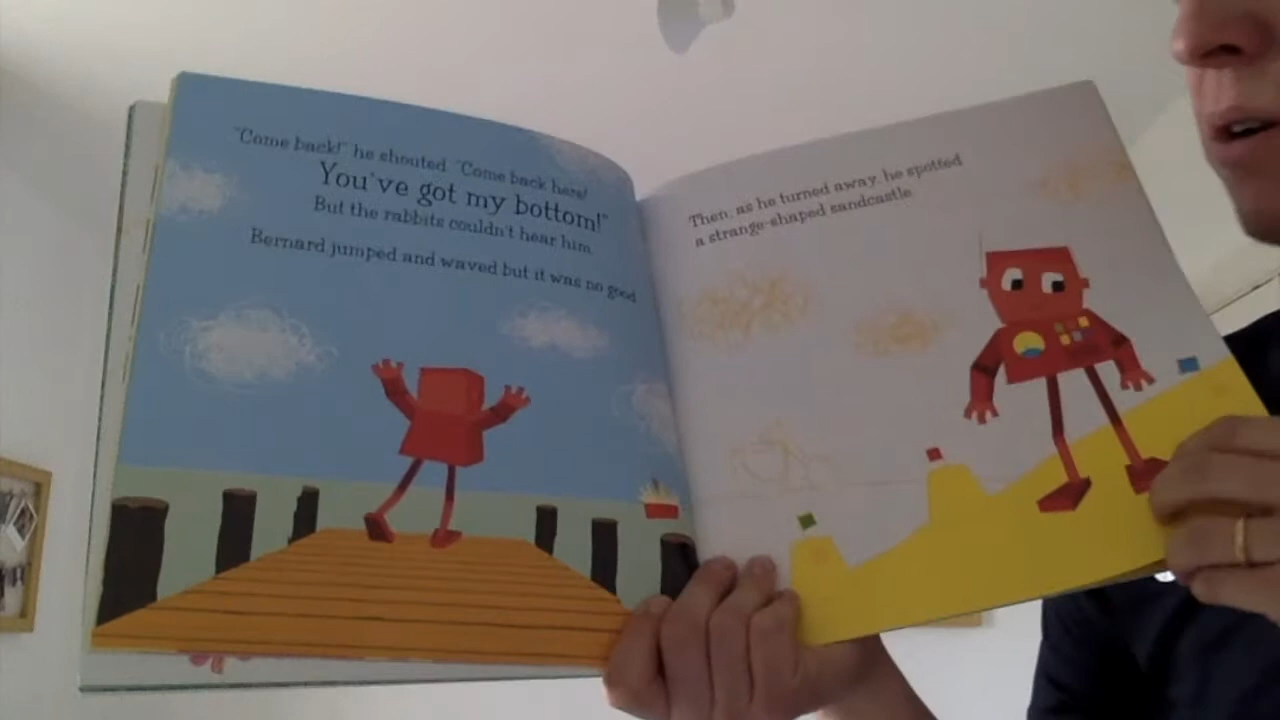 "Come back!" he shouted. "Come back here!
You've got my bottom!"
But the rabbits couldn't hear him.
Bernard jumped and waved but it was no good.
Then, as he turned away, he spotted
a strange-shaped sandcastle.